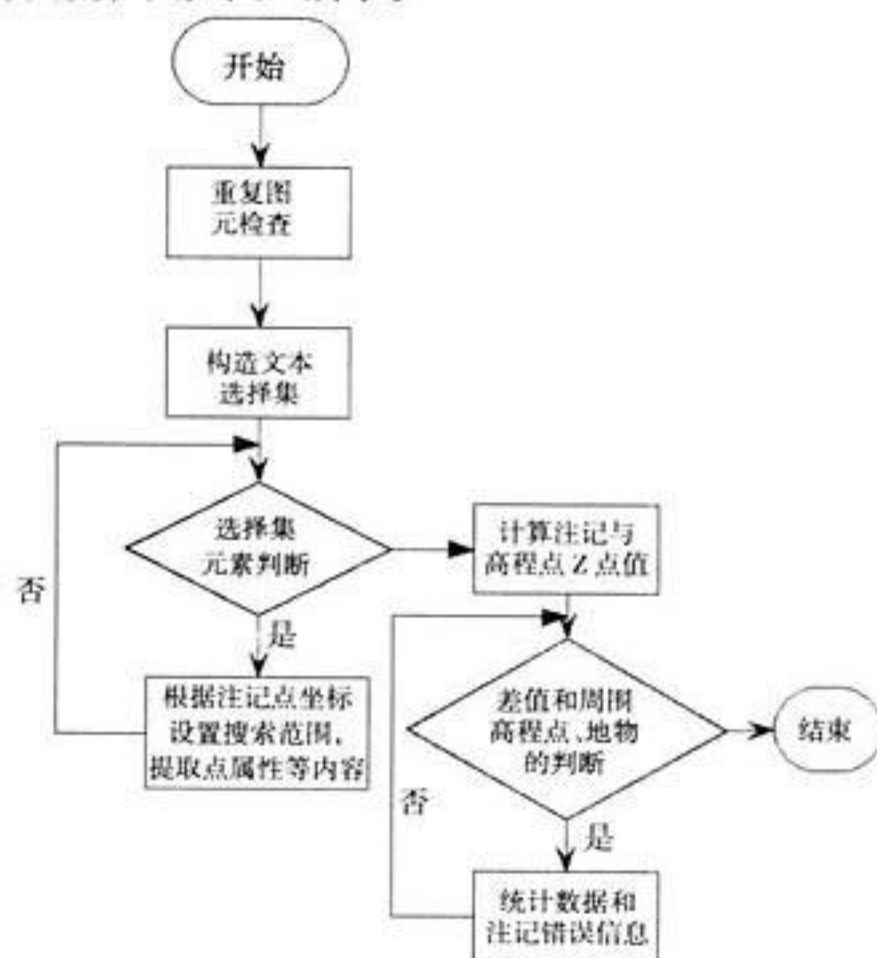 开始
重复图
元检查
构造文本
选择集
选择集
元素判断
计算注记与
高程点 Z 点值
否
是
根据注记点坐标
设置搜索范围,
提取点属性等内容
差值和周围
高程点、地物
的判断
结束
否
是
统计数据和
注记错误信息